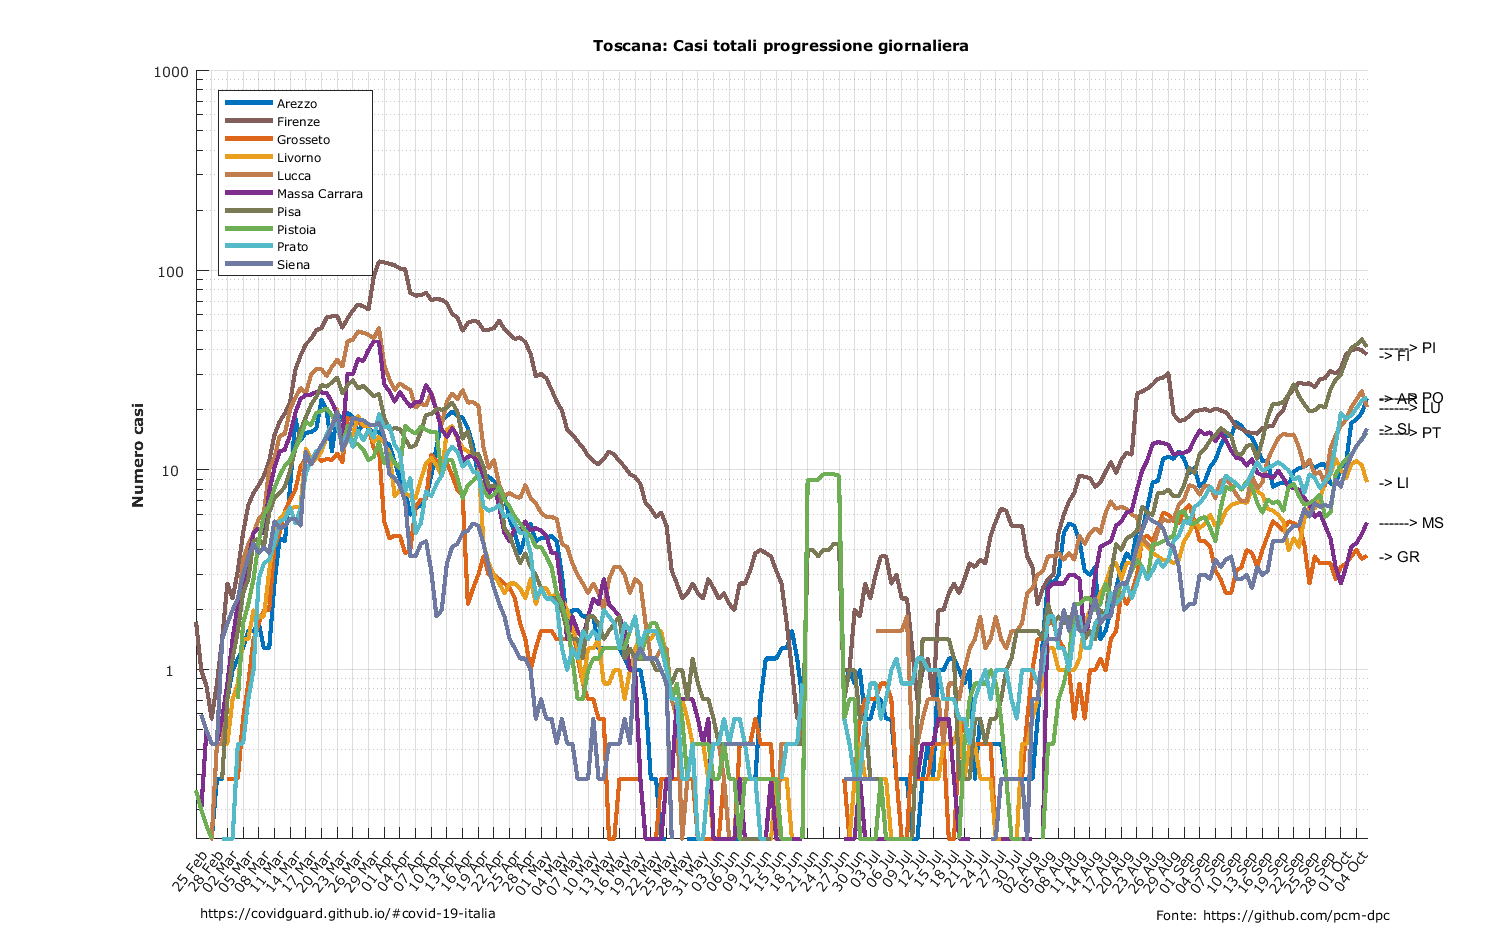 Toscana: Casi totali progressione giornaliera
1000
100
10
1
Numero casi
Arezzo
Firenze
Grosseto
Livorno
Lucca
Massa Carrara
Pisa
Pistoia
Prato
Siena
------> PI
-> FI
-> AR
------> PO
------> LU
-> SI
------> PT
-> LI
------> MS
-> GR
25 Feb
28 Feb
02 Mar
05 Mar
08 Mar
11 Mar
14 Mar
17 Mar
20 Mar
23 Mar
26 Mar
29 Mar
01 Apr
04 Apr
07 Apr
10 Apr
13 Apr
16 Apr
19 Apr
22 Apr
25 Apr
28 Apr
01 May
04 May
07 May
10 May
13 May
16 May
19 May
22 May
25 May
28 May
31 May
03 Jun
06 Jun
09 Jun
12 Jun
15 Jun
18 Jun
21 Jun
24 Jun
27 Jun
30 Jun
03 Jul
06 Jul
09 Jul
12 Jul
15 Jul
18 Jul
21 Jul
24 Jul
27 Jul
30 Jul
02 Aug
05 Aug
08 Aug
11 Aug
14 Aug
17 Aug
20 Aug
23 Aug
26 Aug
29 Aug
01 Sep
04 Sep
07 Sep
10 Sep
13 Sep
16 Sep
19 Sep
22 Sep
25 Sep
28 Sep
01 Oct
04 Oct
https://covidguard.github.io/#covid-19-italia
Fonte: https://github.com/pcm-dpc